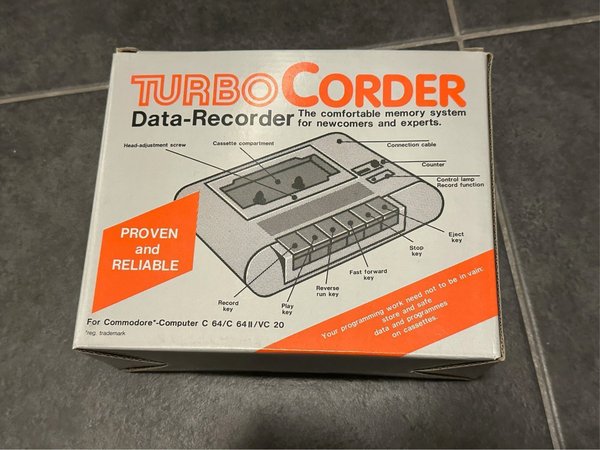 TURBOCORDER
Data-Recorder
The comfortable memory system
for newcomers and experts.
Head-adjustment screw
Cassette compartment
Connection cable
Counter
Control lamp
Record function
PROVEN
and
RELIABLE
Record
key
Play
key
Reverse
run key
Fast forward
key
Stop
key
Eject
key
Your programming work need not to be in vain:
store and safe
data and programmes
on cassettes.
For Commodore*-Computer C 64/C 64 II/VC 20
*reg. trademark